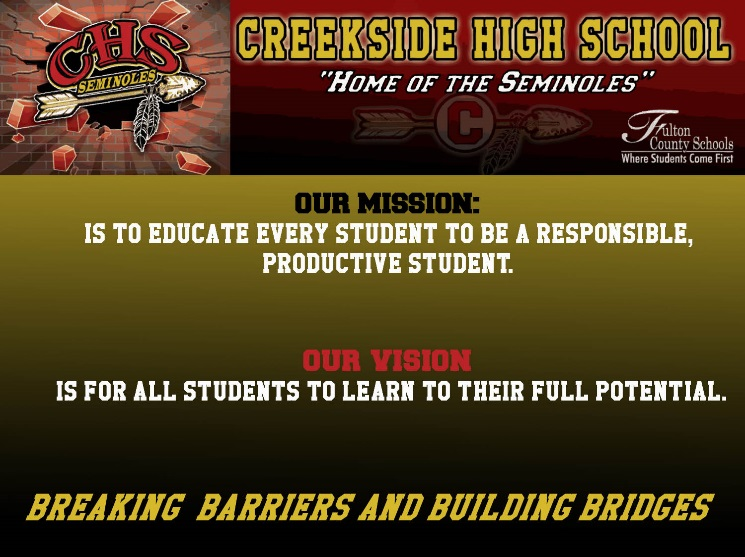 CHS
SEMINOLES
CREEKSIDE HIGH SCHOOL
"HOME OF THE SEMINOLES"
C
Fulton
County Schools
Where Students Come First
OUR MISSION:
IS TO EDUCATE EVERY STUDENT TO BE A RESPONSIBLE,
PRODUCTIVE STUDENT.
OUR VISION
IS FOR ALL STUDENTS TO LEARN TO THEIR FULL POTENTIAL.
BREAKING BARRIERS AND BUILDING BRIDGES